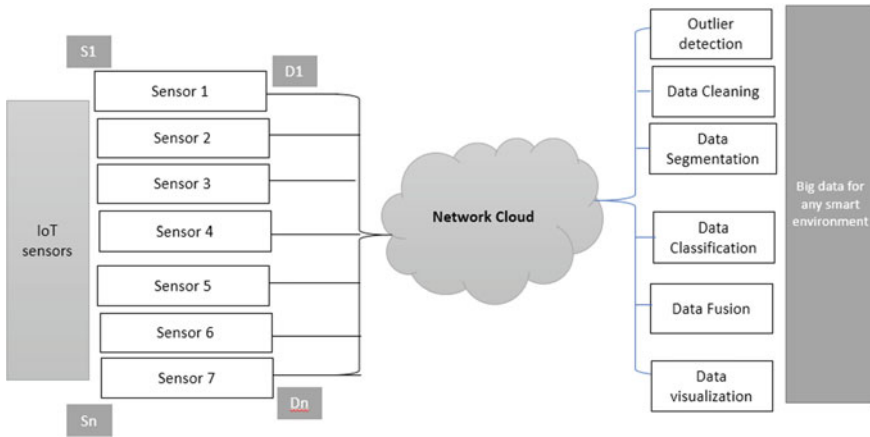 S1
D1
Sensor 1
Sensor 2
Sensor 3
Sensor 4
Sensor 5
Sensor 6
Sensor 7
IoT
sensors
Sn
Dn
Network Cloud
Outlier
detection
Data Cleaning
Data
Segmentation
Data
Classification
Data Fusion
Data
visualization
Big data for
any smart
environment